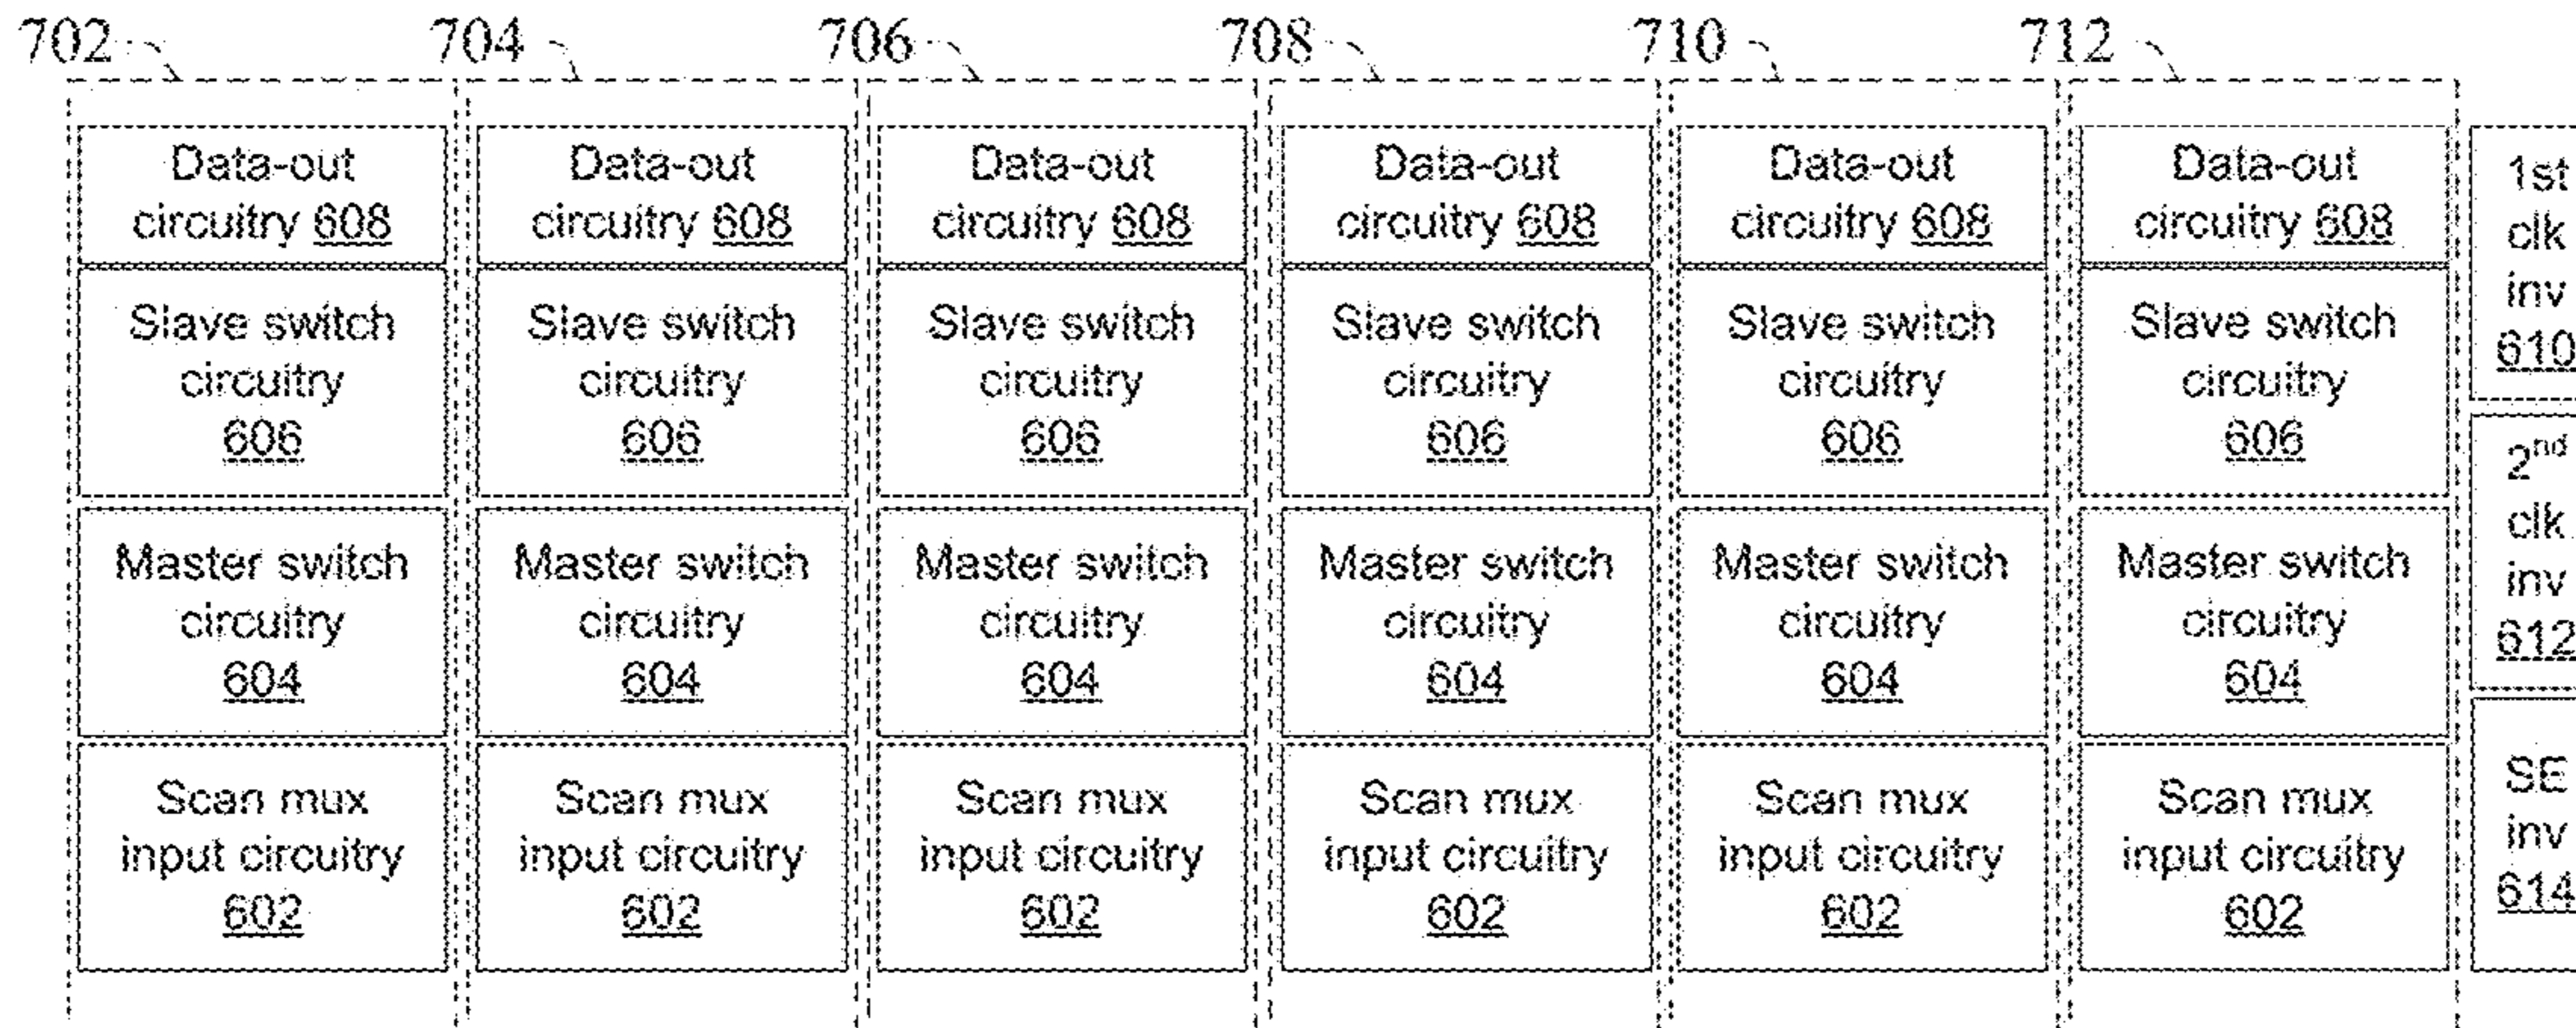 702 704 706 708 710 712
Data-out
circuitry 608
Slave switch
circuitry
606
Master switch
circuitry
604
Scan mux
input circuitry
602
Data-out
circuitry 608
Slave switch
circuitry
606
Master switch
circuitry
604
Scan mux
input circuitry
602
Data-out
circuitry 608
Slave switch
circuitry
606
Master switch
circuitry
604
Scan mux
input circuitry
602
Data-out
circuitry 608
Slave switch
circuitry
606
Master switch
circuitry
604
Scan mux
input circuitry
602
Data-out
circuitry 608
Slave switch
circuitry
606
Master switch
circuitry
604
Scan mux
input circuitry
602
Data-out
circuitry 608
Slave switch
circuitry
606
Master switch
circuitry
604
Scan mux
input circuitry
602
1st
clk
inv
610
2nd
clk
inv
612
SE
inv
614